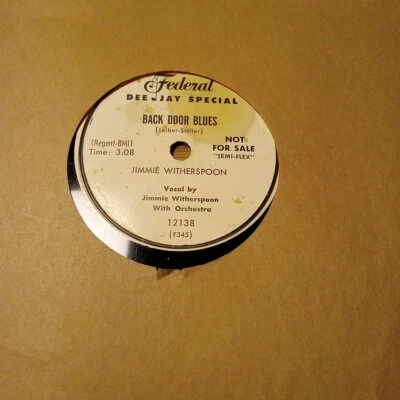 Federal
DEE-JAY SPECIAL
BACK DOOR BLUES
(Leiber-Stoller)
(Regent-BMI)
Time: 3:08
NOT
FOR SALE
"SEMI-FLEX"
JIMMIE WITHERSPOON
Vocal by
Jimmie Witherspoon
With Orchestra
12138
(F345)